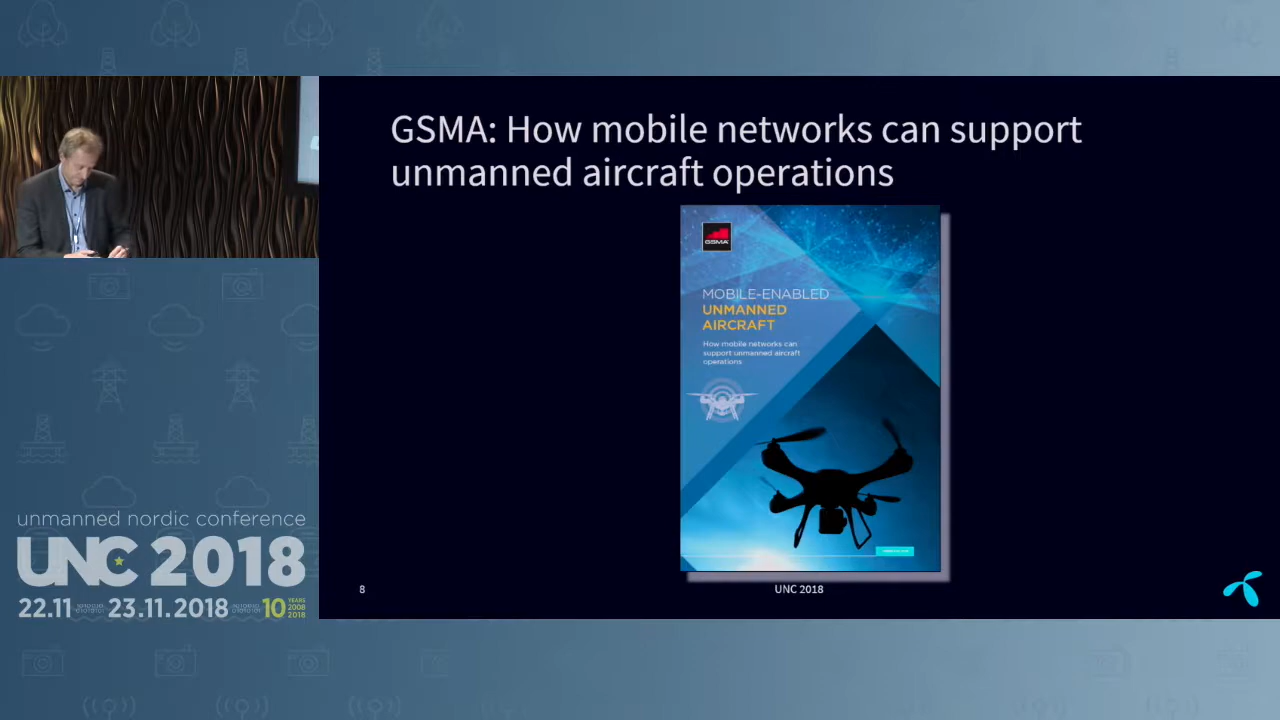 GSMA: How mobile networks can support
unmanned aircraft operations
GSMA
MOBILE-ENABLED
UNMANNED
AIRCRAFT
How mobile networks can
support unmanned aircraft
operations
unmanned nordic conference
UNC 2018
22.11
23.11.2018
10
YEARS
2008
2018
8
UNC 2018